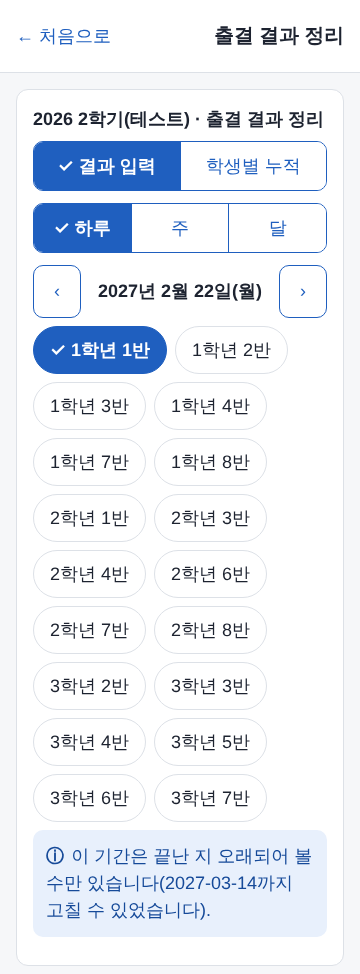 ← 처음으로
출결 결과 정리
2026 2학기(테스트) · 출결 결과 정리
✓ 결과 입력
학생별 누적
✓ 하루
주
달
‹
2027년 2월 22일(월)
›
✓ 1학년 1반
1학년 2반
1학년 3반
1학년 4반
1학년 7반
1학년 8반
2학년 1반
2학년 3반
2학년 4반
2학년 6반
2학년 7반
2학년 8반
3학년 2반
3학년 3반
3학년 4반
3학년 5반
3학년 6반
3학년 7반
ⓘ 이 기간은 끝난 지 오래되어 볼
수만 있습니다(2027-03-14까지
고칠 수 있었습니다).